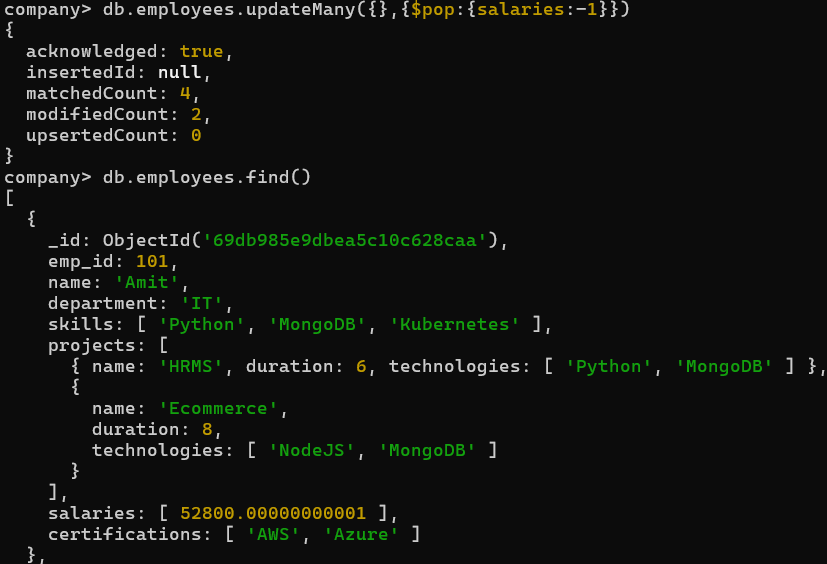 company> db.employees.updateMany({},{$pop:{salaries:-1}})
{
  acknowledged: true,
  insertedId: null,
  matchedCount: 4,
  modifiedCount: 2,
  upsertedCount: 0
}
company> db.employees.find()
[
  {
    _id: ObjectId('69db985e9dbea5c10c628caa'),
    emp_id: 101,
    name: 'Amit',
    department: 'IT',
    skills: [ 'Python', 'MongoDB', 'Kubernetes' ],
    projects: [
      { name: 'HRMS', duration: 6, technologies: [ 'Python', 'MongoDB' ] },
      {
        name: 'Ecommerce',
        duration: 8,
        technologies: [ 'NodeJS', 'MongoDB' ]
      }
    ],
    salaries: [ 52800.00000000001 ],
    certifications: [ 'AWS', 'Azure' ]
  },